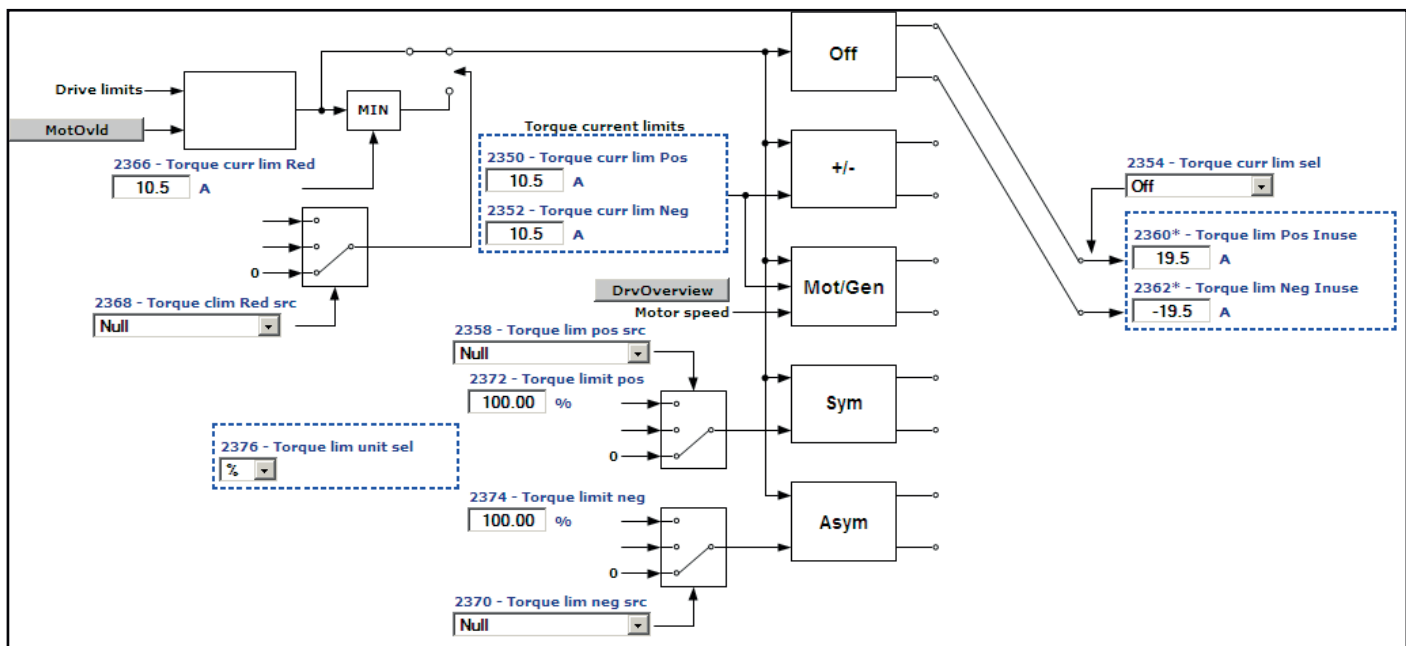 Off
Drive limits
MIN
MotOvld
Torque current limits
2366 - Torque curr lim Red
10.5 A
2350 - Torque curr lim Pos
10.5 A
2352 - Torque curr lim Neg
10.5 A
+/-
2354 - Torque curr lim sel
Off
2360* - Torque lim Pos Inuse
19.5 A
2362* - Torque lim Neg Inuse
-19.5 A
0
2368 - Torque clim Red src
Null
DrvOverview
Motor speed
Mot/Gen
2358 - Torque lim pos src
Null
2372 - Torque limit pos
100.00 %
0
Sym
2376 - Torque lim unit sel
%
2374 - Torque limit neg
100.00 %
0
Asym
2370 - Torque lim neg src
Null